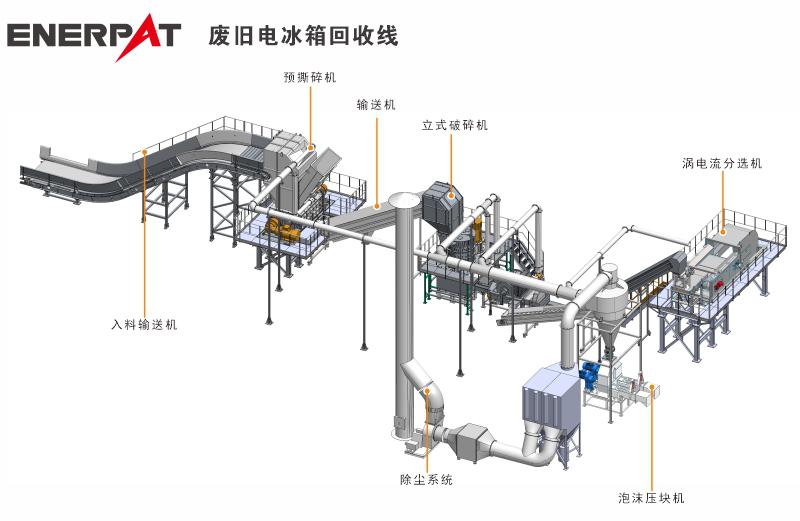 ENERPAT 废旧电冰箱回收线
预撕碎机
输送机
立式破碎机
涡电流分选机
入料输送机
除尘系统
泡沫压块机